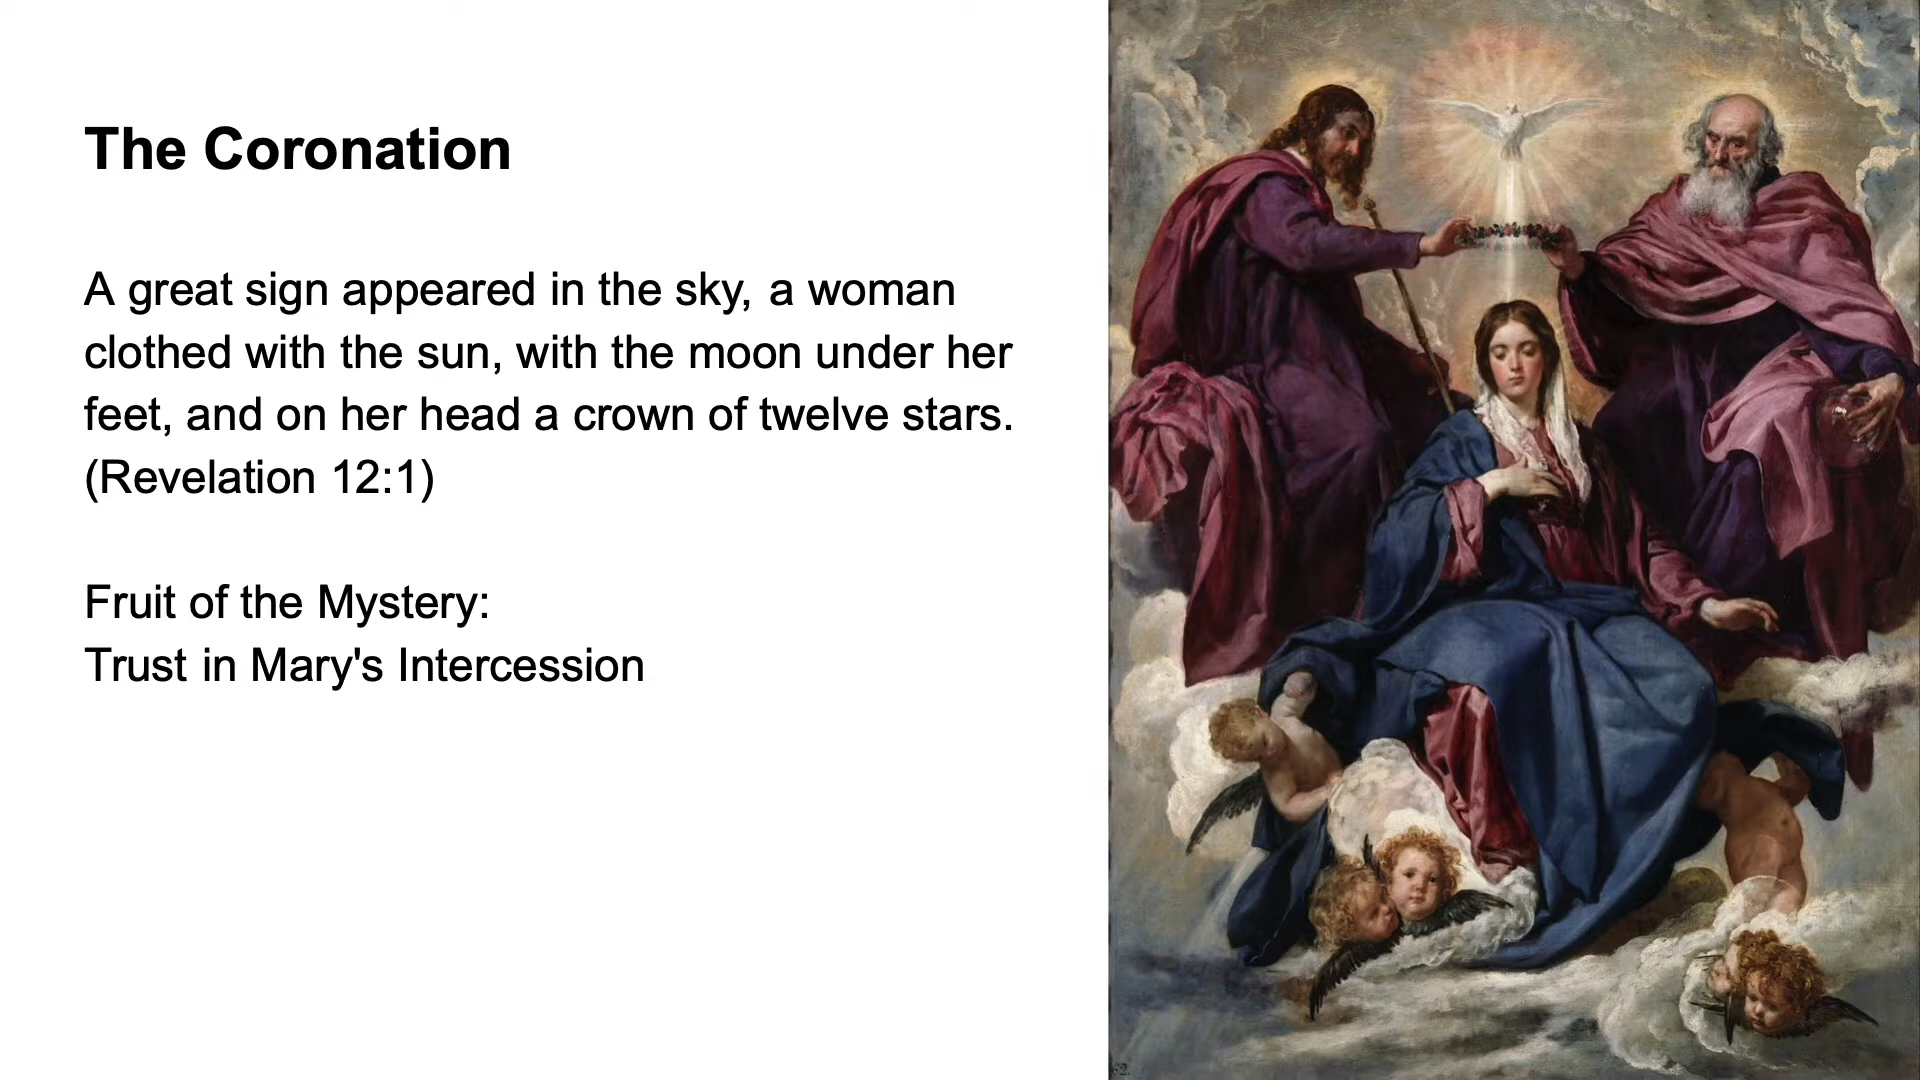 The Coronation
A great sign appeared in the sky, a woman
clothed with the sun, with the moon under her
feet, and on her head a crown of twelve stars.
(Revelation 12:1)
Fruit of the Mystery:
Trust in Mary's Intercession